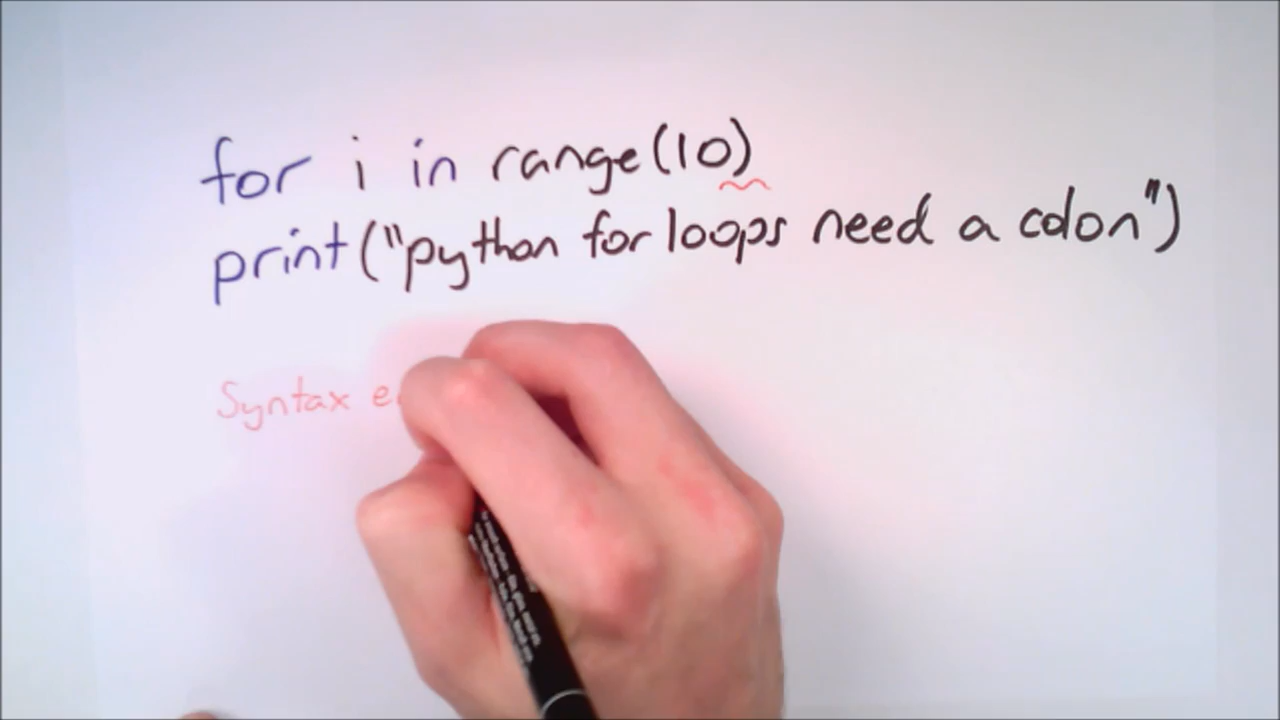 for i in range(10)
print("python for loops need a colon")
Syntax e